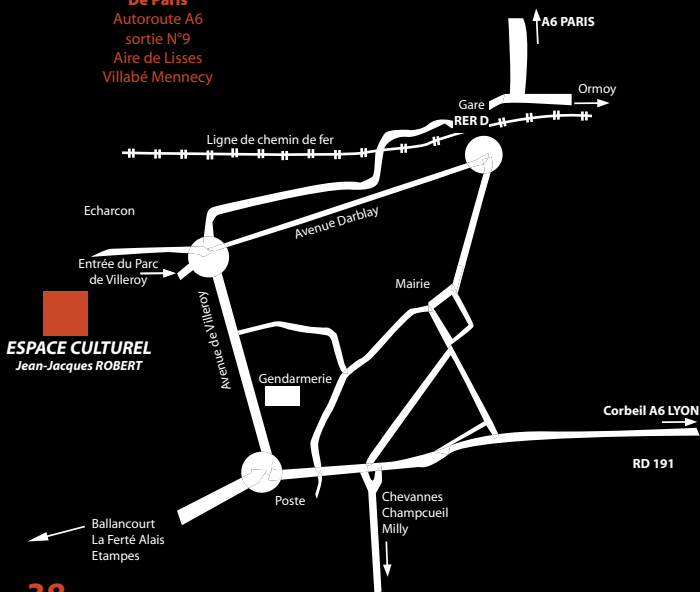 De Paris
Autoroute A6
sortie N°9
Aire de Lisses
Villabé Mennecy
A6 PARIS
Ormoy
Gare
RER D
Ligne de chemin de fer
Echarcon
Avenue Darblay
Entrée du Parc
de Villeroy
Mairie
Avenue de Villeroy
ESPACE CULTUREL
Jean-Jacques ROBERT
Gendarmerie
Corbeil A6 LYON
RD 191
Poste
Chevannes
Champcueil
Milly
Ballancourt
La Ferté Alais
Etampes
38